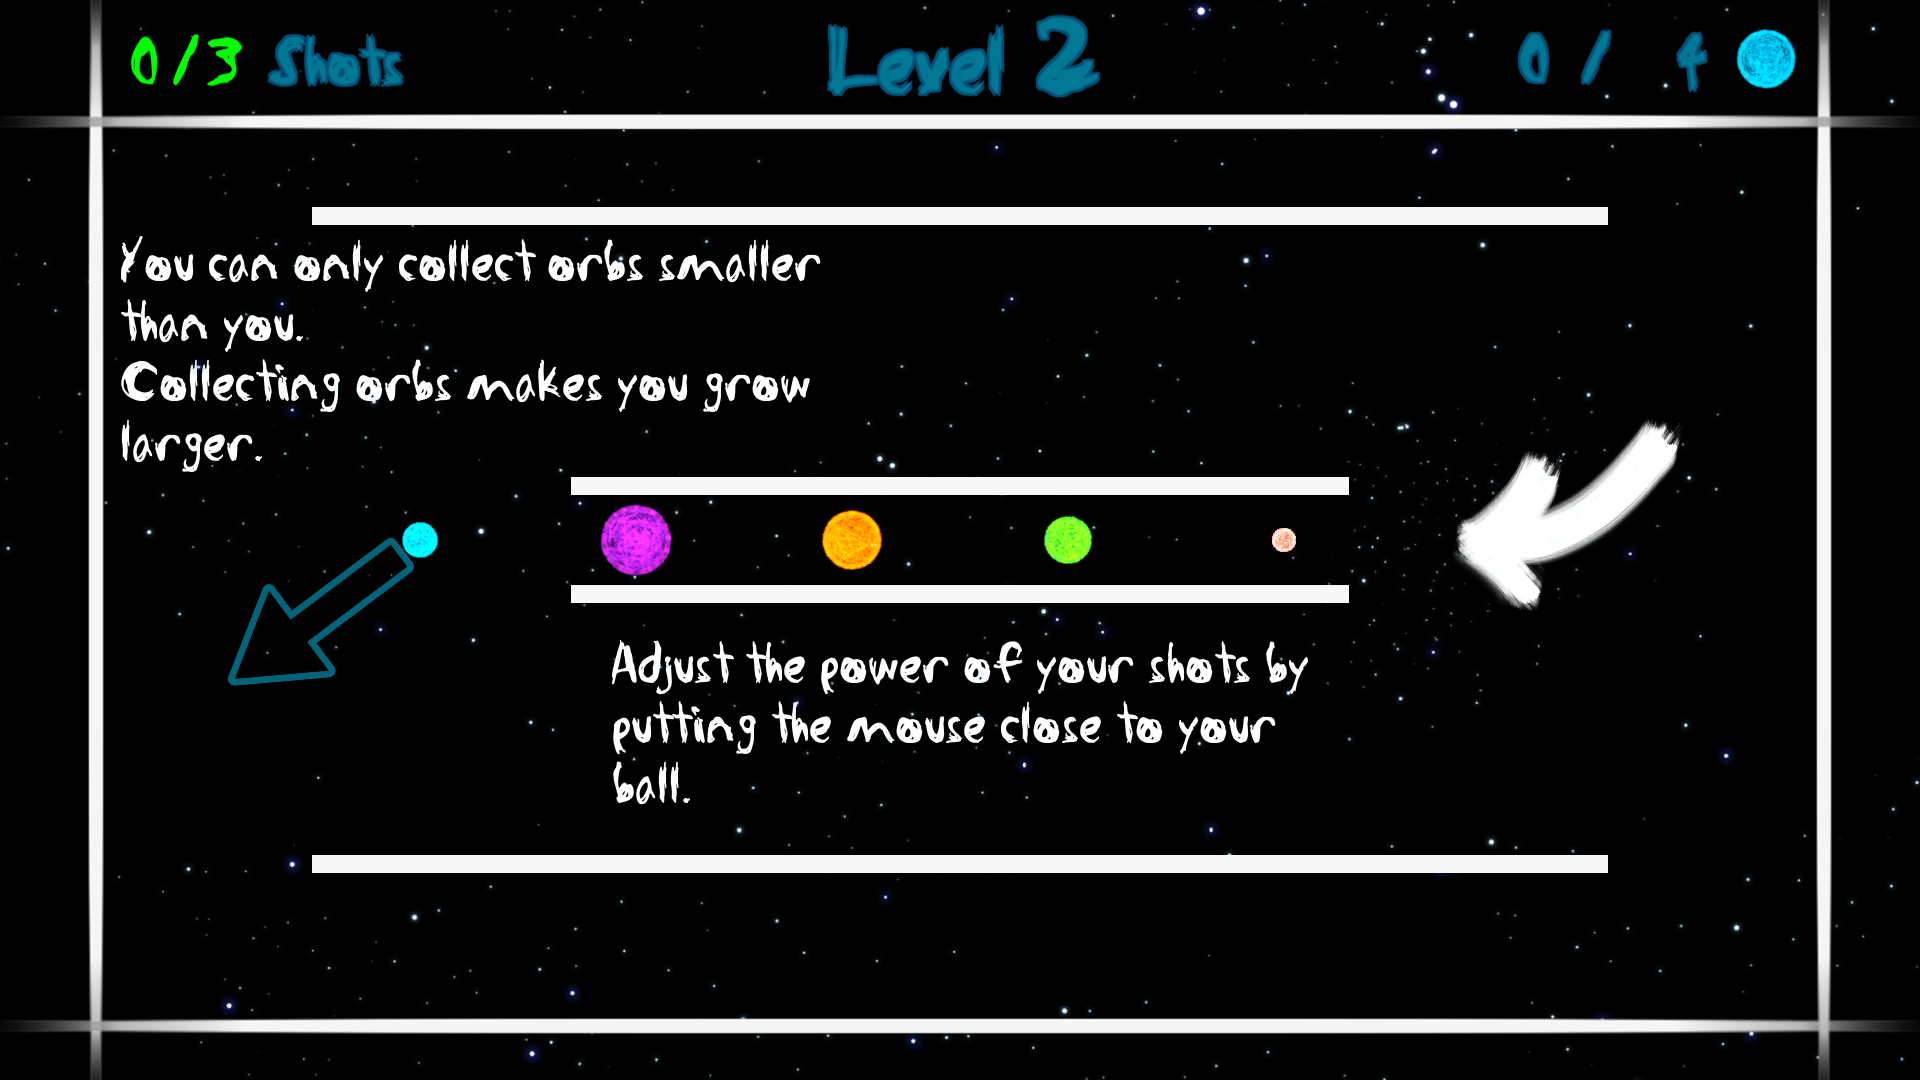 0/3 Shots Level 2 0 / 4
You can only collect orbs smaller
than you.
Collecting orbs makes you grow
larger.
Adjust the power of your shots by
putting the mouse close to your
ball.